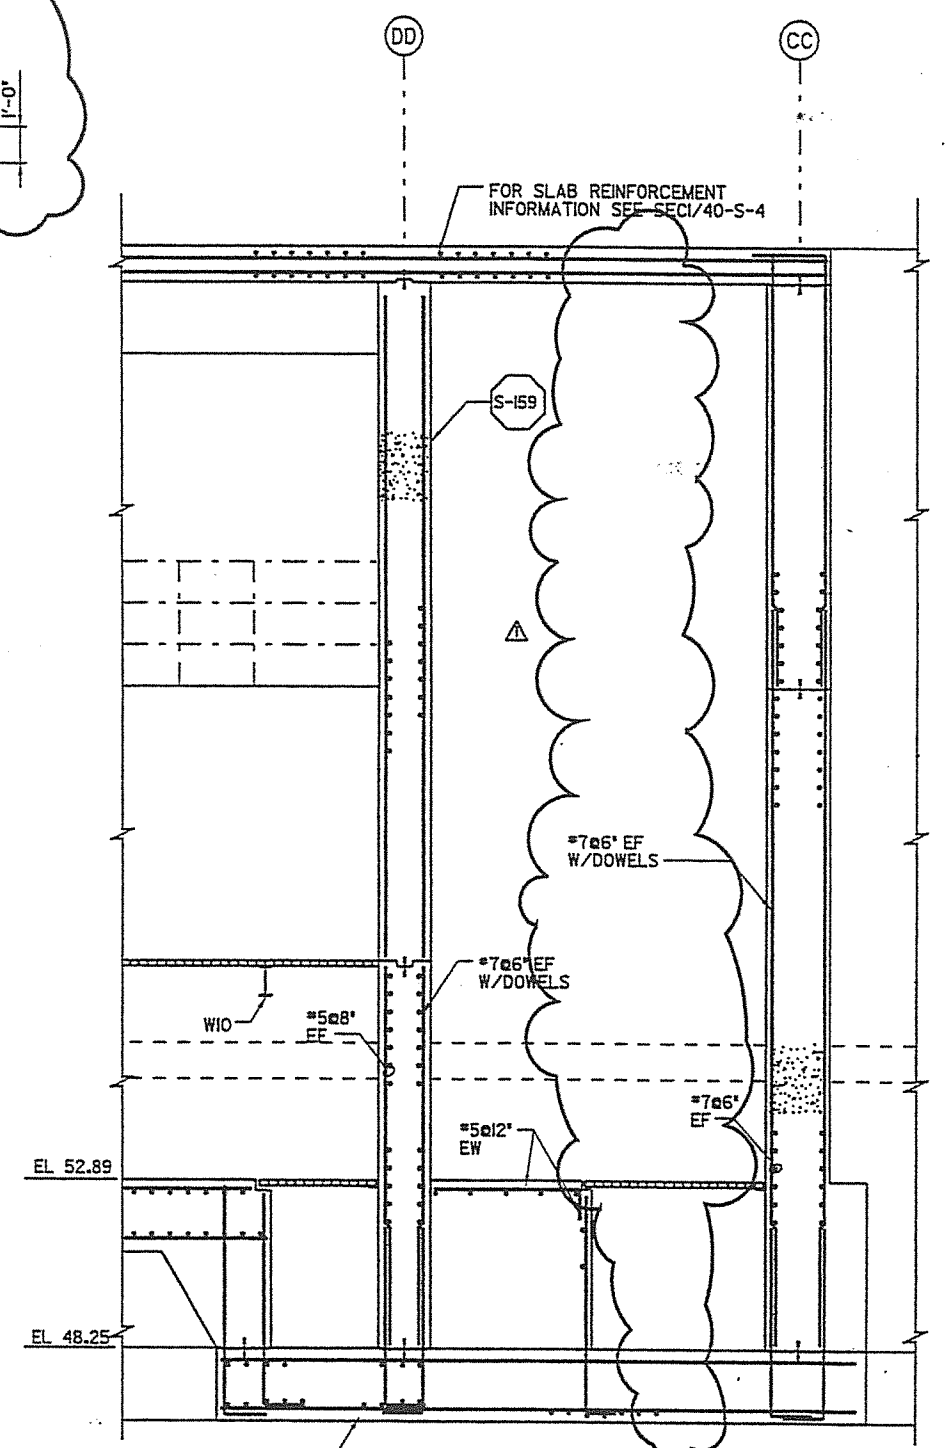 DD
CC
1'-0"
FOR SLAB REINFORCEMENT
INFORMATION SEE SEC1/40-S-4
S-159
1
#7@6" EF
W/DOWELS
#7@6" EF
W/DOWELS
W10
#5@8"
EF
#7@6"
EF
#5@12"
EW
EL 52.89
EL 48.25